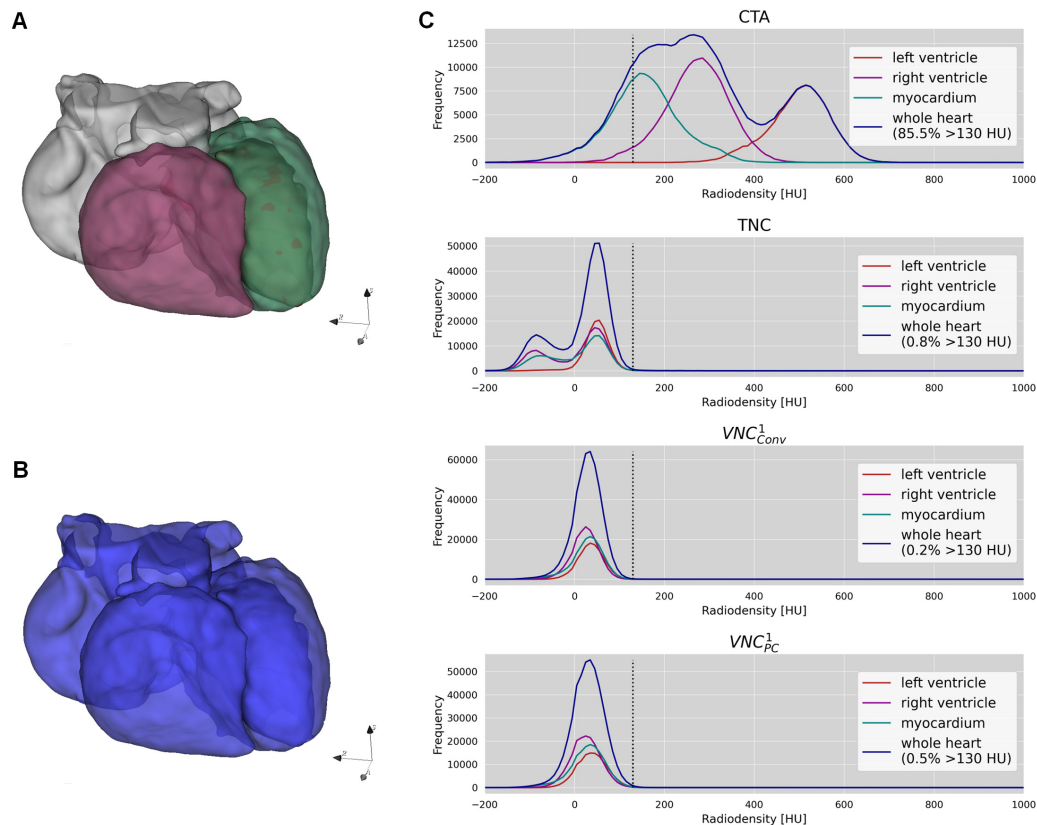 A
B
C
CTA
Frequency
12500
10000
7500
5000
2500
0
−200
0
200
400
600
800
1000
Radiodensity [HU]
left ventricle
right ventricle
myocardium
whole heart
(85.5% >130 HU)
TNC
Frequency
50000
40000
30000
20000
10000
0
−200
0
200
400
600
800
1000
Radiodensity [HU]
left ventricle
right ventricle
myocardium
whole heart
(0.8% >130 HU)
VNC¹Conv
Frequency
60000
40000
20000
0
−200
0
200
400
600
800
1000
Radiodensity [HU]
left ventricle
right ventricle
myocardium
whole heart
(0.2% >130 HU)
VNC¹PC
Frequency
50000
40000
30000
20000
10000
0
−200
0
200
400
600
800
1000
Radiodensity [HU]
left ventricle
right ventricle
myocardium
whole heart
(0.5% >130 HU)